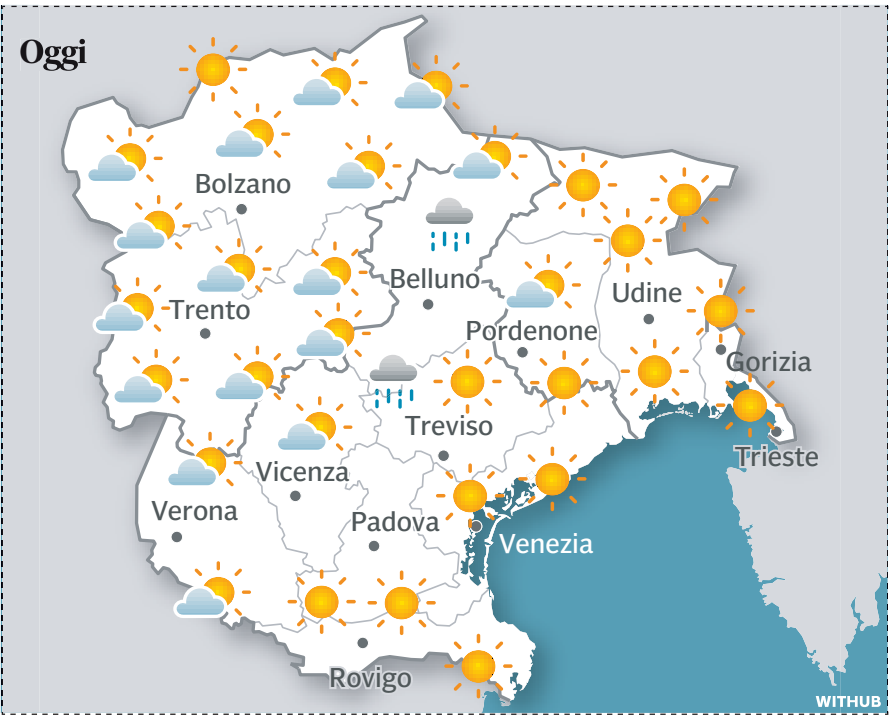 Oggi
Bolzano
Belluno
Udine
Trento
Pordenone
Gorizia
Treviso
Trieste
Vicenza
Verona
Padova
Venezia
Rovigo
WITHUB